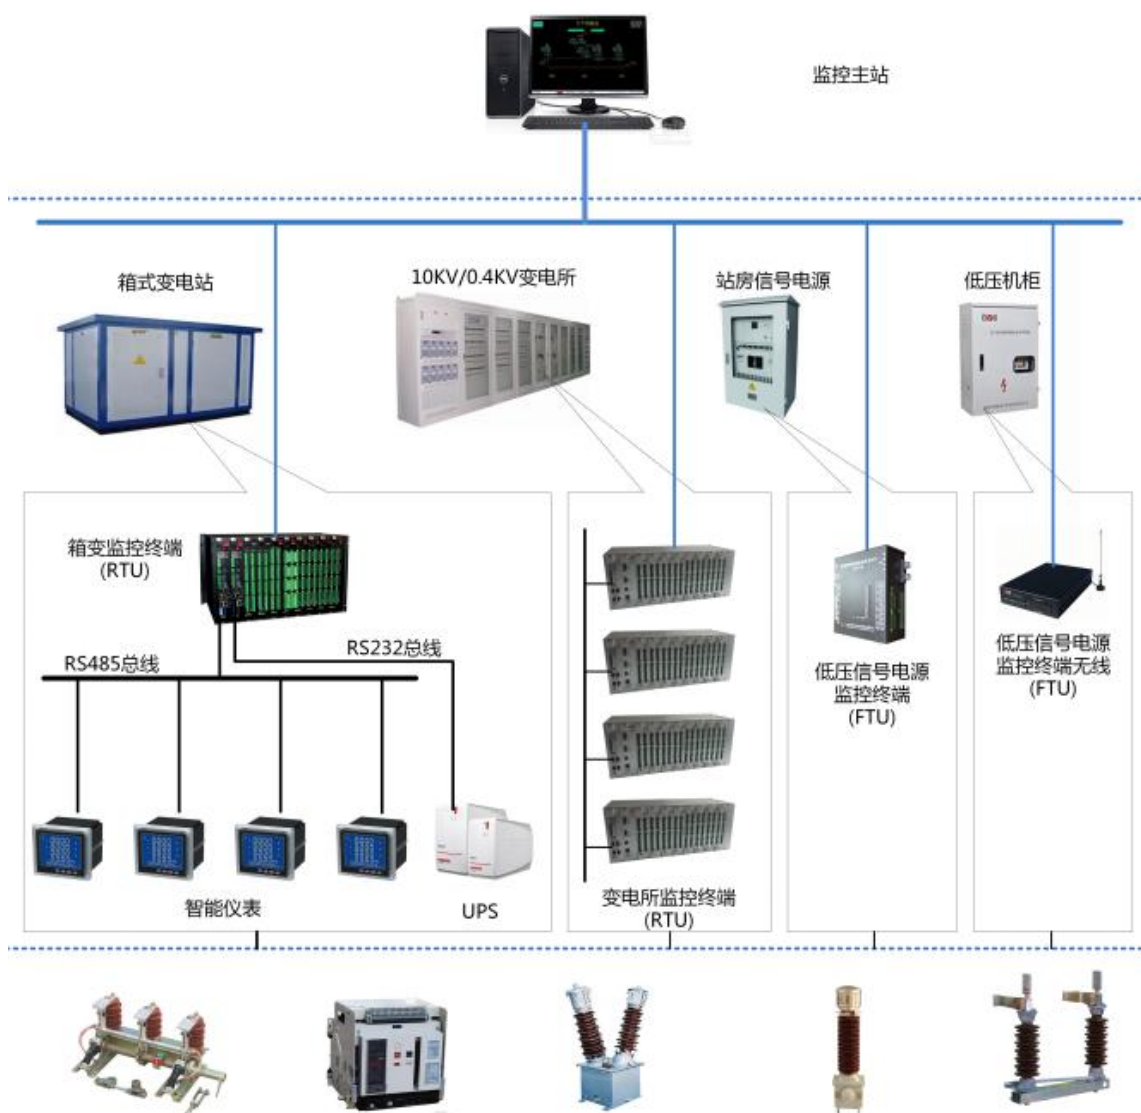 监控主站
箱式变电站
10KV/0.4KV变电所
站房信号电源
低压机柜
箱变监控终端
(RTU)
RS485总线
RS232总线
智能仪表
UPS
变电所监控终端
(RTU)
低压信号电源
监控终端
(FTU)
低压信号电源
监控终端无线
(FTU)